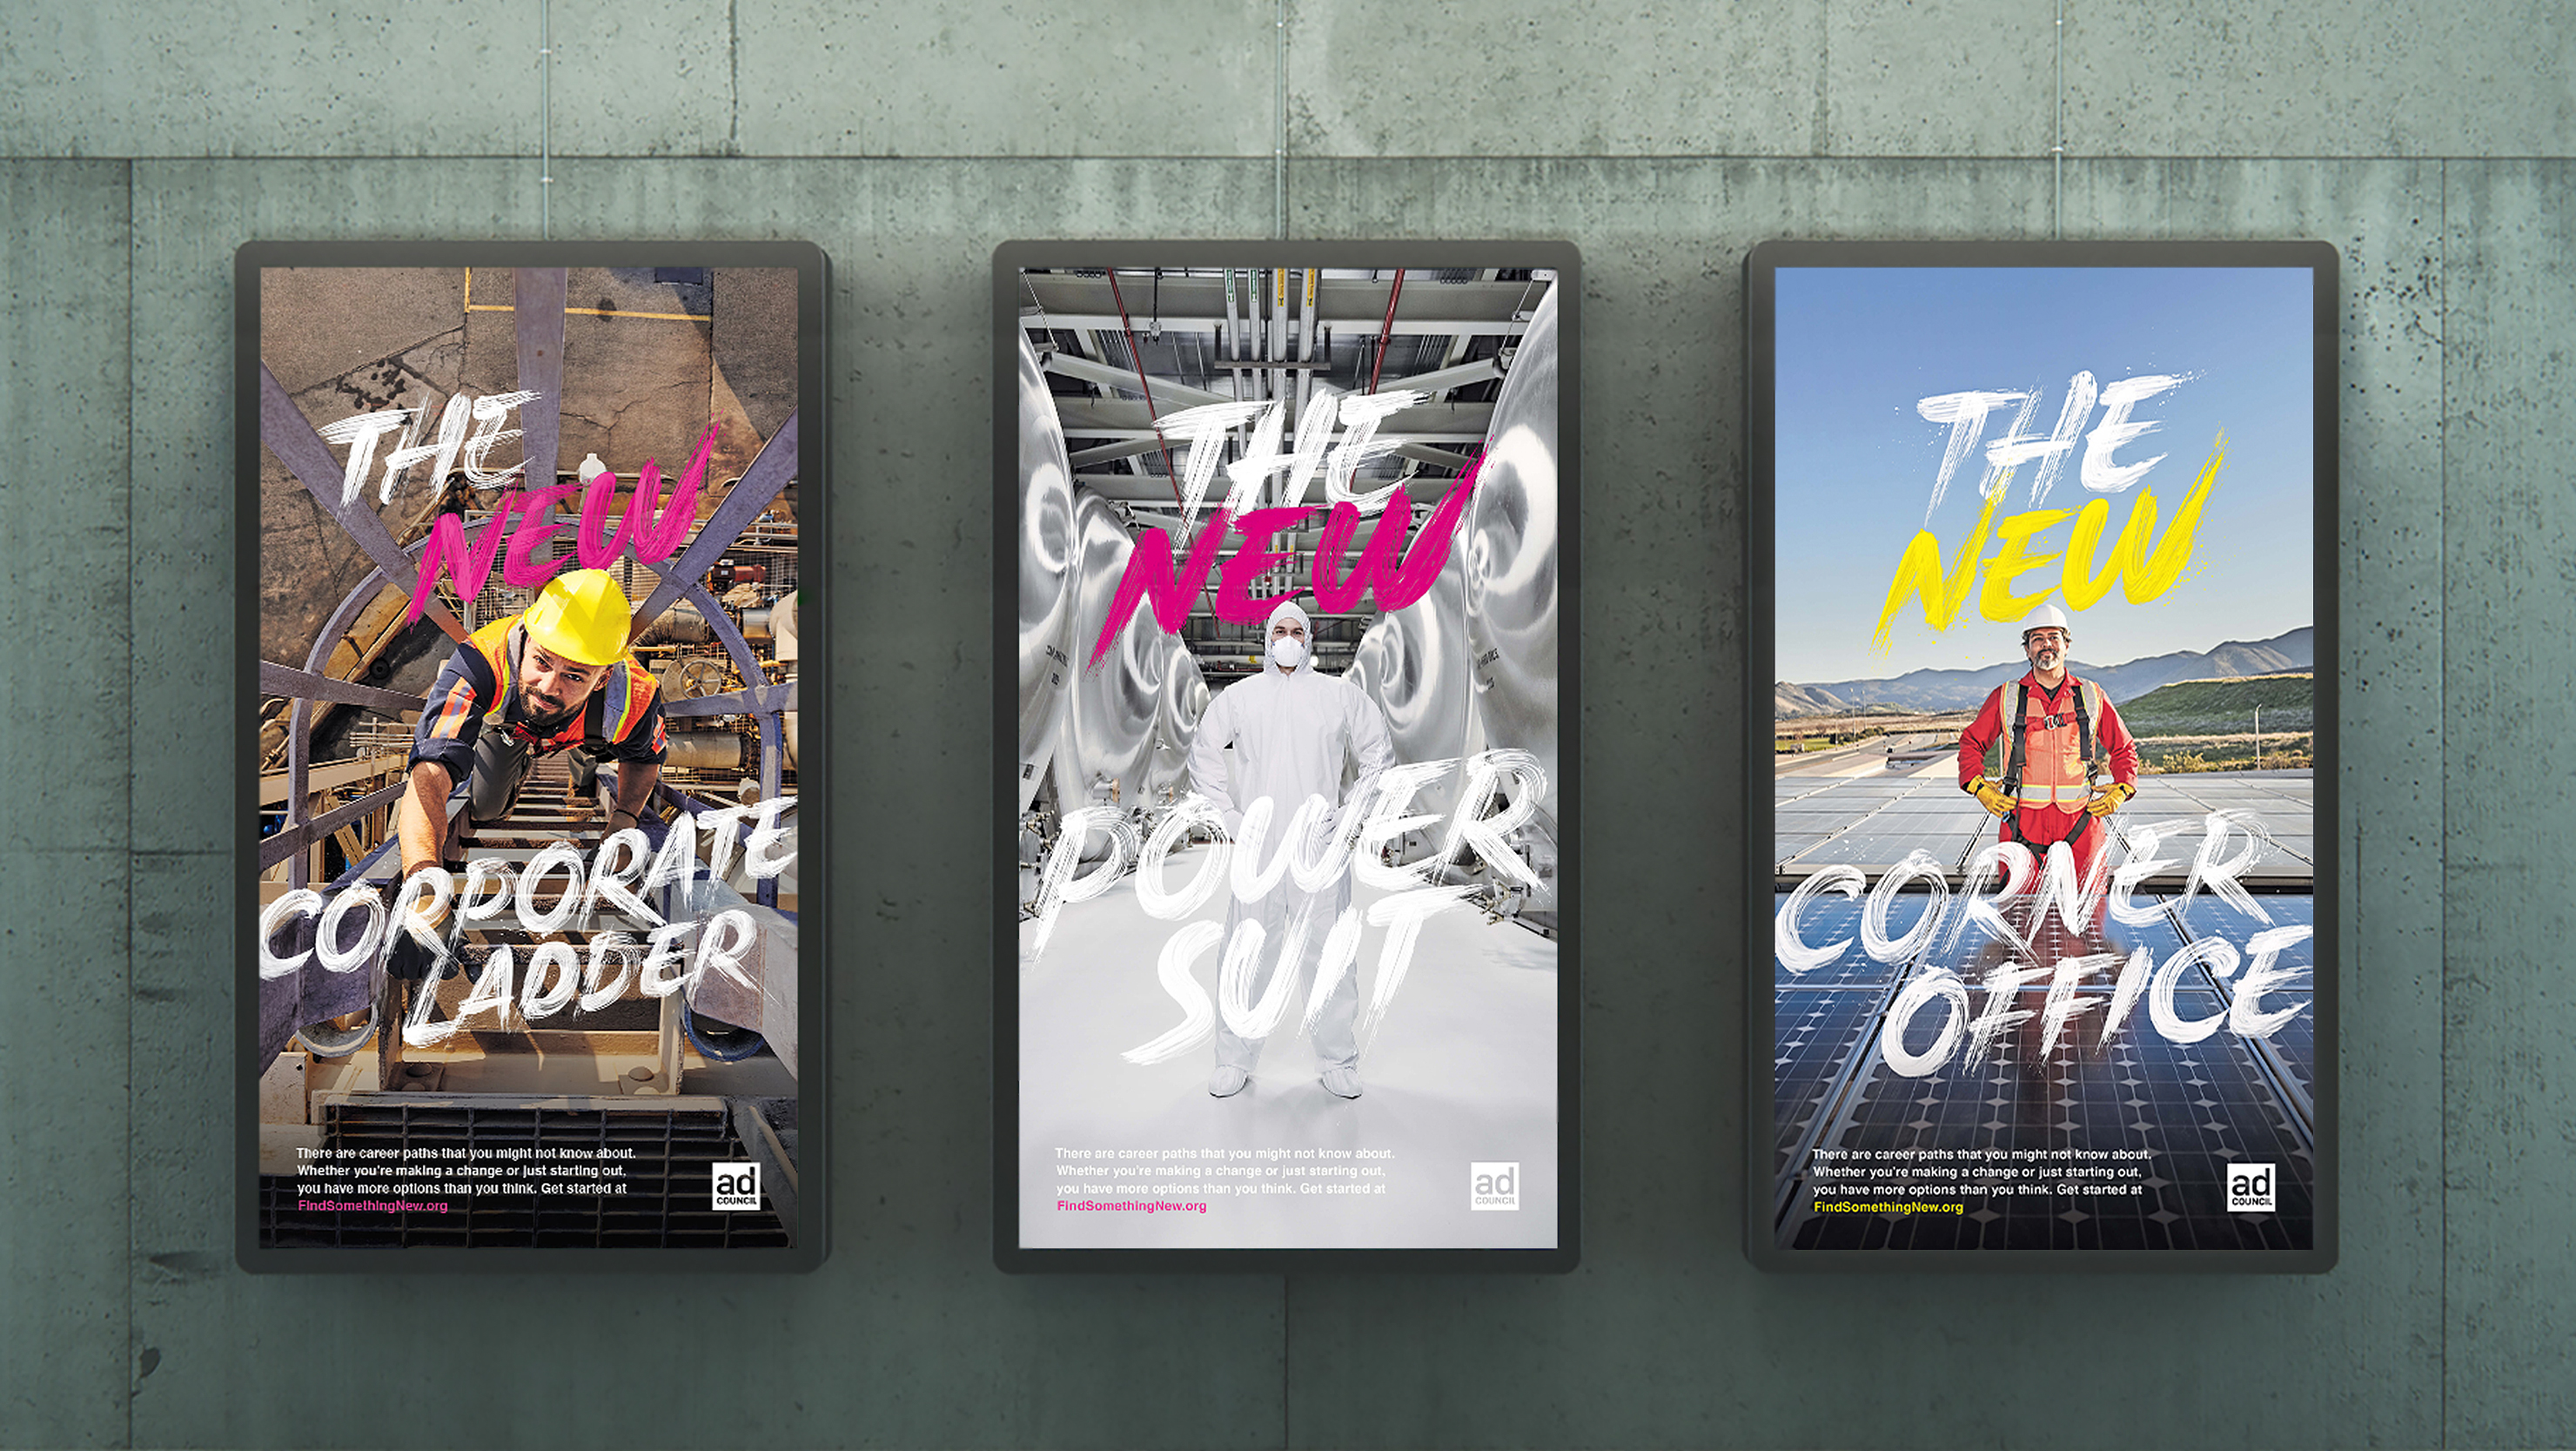 THE
NEW
CORPORATE
LADDER
There are career paths that you might not know about.
Whether you're making a change or just starting out,
you have more options than you think. Get started at
FindSomethingNew.org
ad
COUNCIL
THE
NEW
POWER
SUIT
There are career paths that you might not know about.
Whether you're making a change or just starting out,
you have more options than you think. Get started at
FindSomethingNew.org
ad
COUNCIL
THE
NEW
CORNER
OFFICE
There are career paths that you might not know about.
Whether you're making a change or just starting out,
you have more options than you think. Get started at
FindSomethingNew.org
ad
COUNCIL